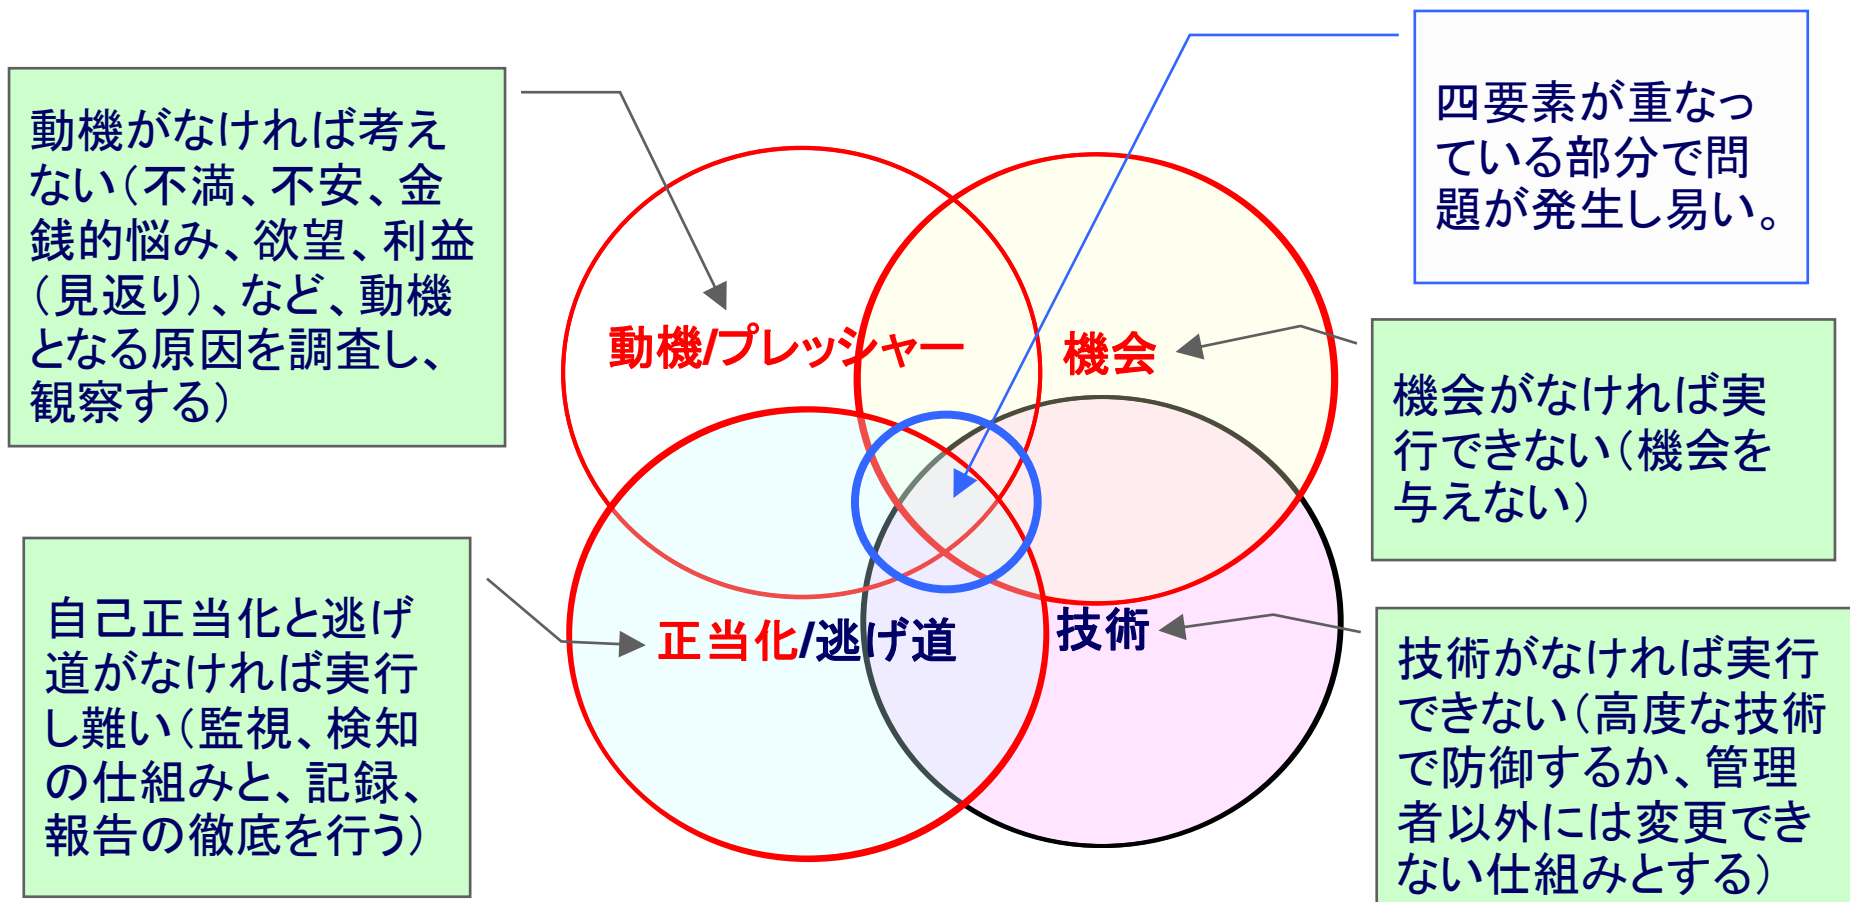 動機がなければ考え
ない（不満、不安、金
銭的悩み、欲望、利益
（見返り）、など、動機
となる原因を調査し、
観察する）
四要素が重なっ
ている部分で問
題が発生し易い。
動機/プレッシャー
機会
機会がなければ実
行できない（機会を
与えない）
自己正当化と逃げ
道がなければ実行
し難い（監視、検知
の仕組みと、記録、
報告の徹底を行う）
正当化/逃げ道
技術
技術がなければ実行
できない（高度な技術
で防御するか、管理
者以外には変更でき
ない仕組みとする）